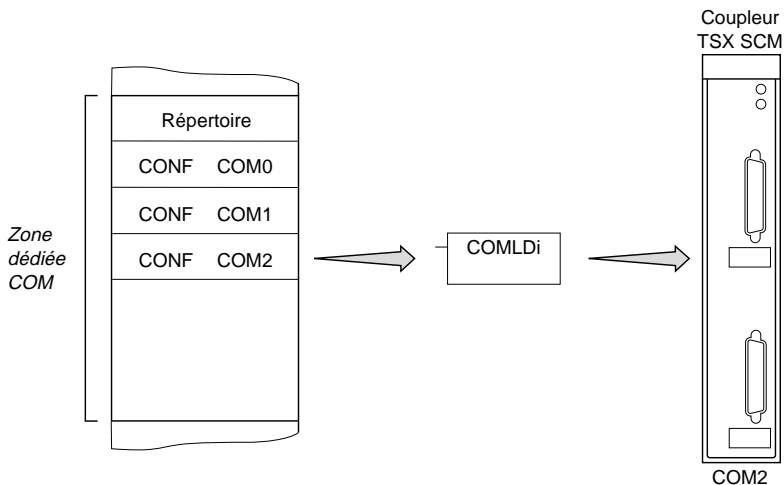 Coupleur
TSX SCM
Répertoire
CONF COM0
CONF COM1
CONF COM2
Zone
dédiée
COM
COMLDi
COM2